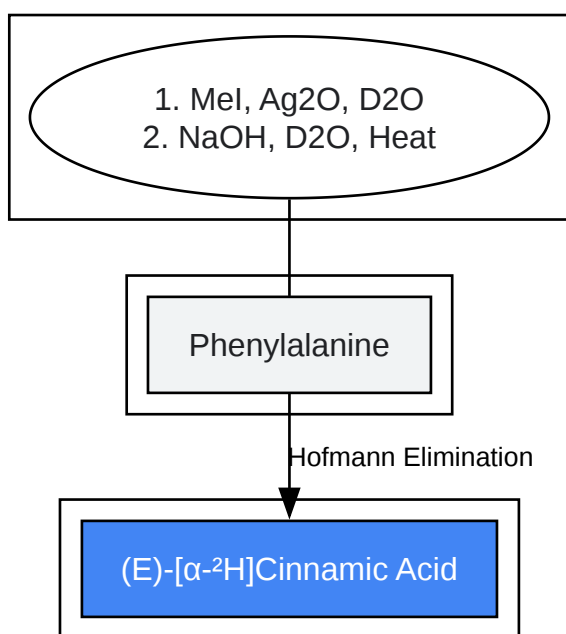 1. MeI, Ag2O, D2O
2. NaOH, D2O, Heat
Phenylalanine
Hofmann Elimination
(E)-[α-²H]Cinnamic Acid